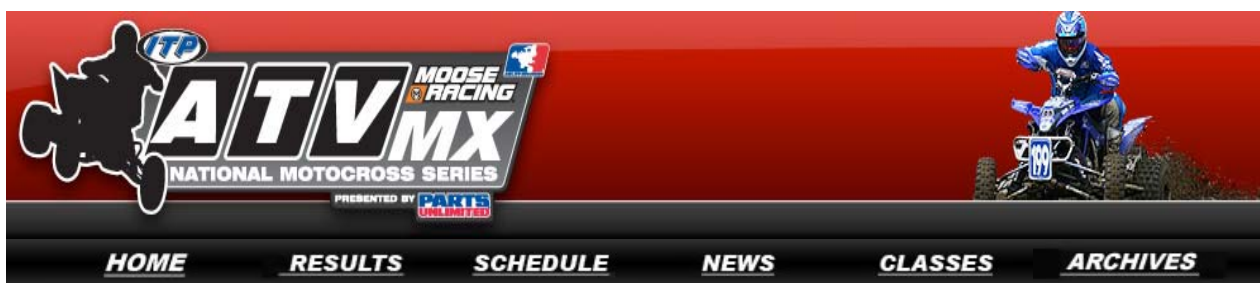 ITP
ATV
MX
MOOSE
RACING
NATIONAL MOTOCROSS SERIES
PRESENTED BY PARTS
UNLIMITED
199
HOME RESULTS SCHEDULE NEWS CLASSES ARCHIVES